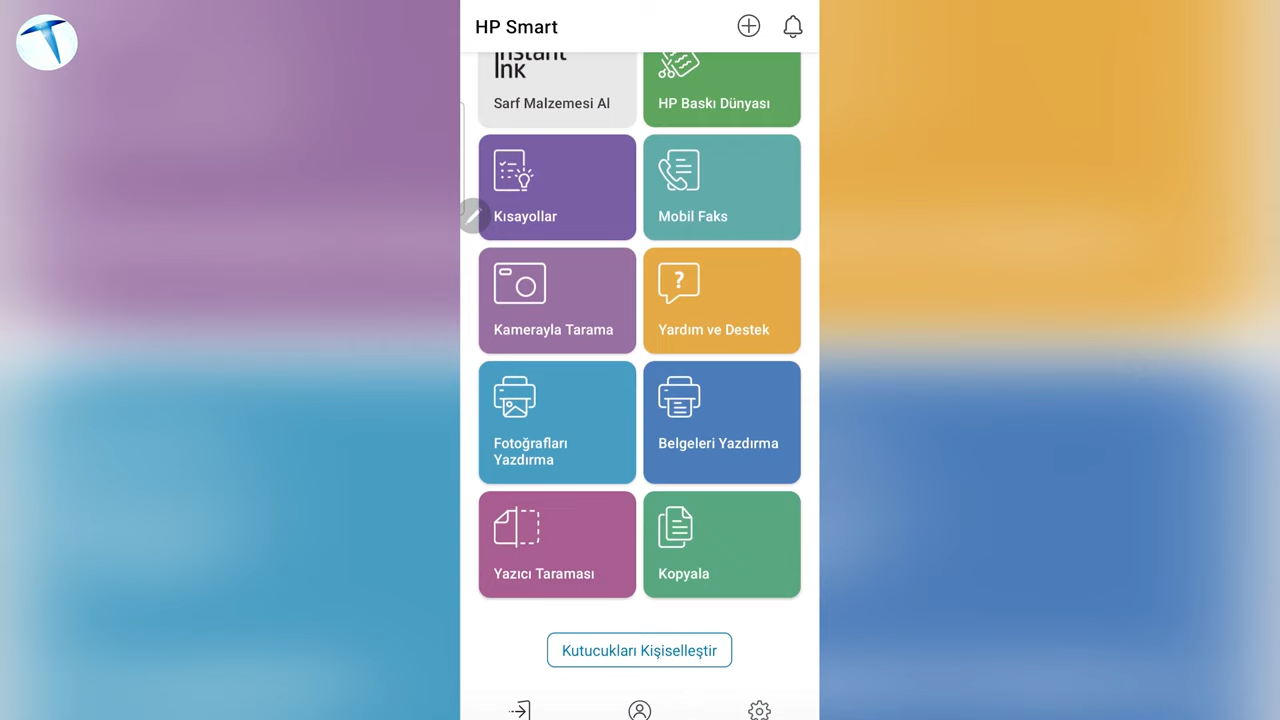 HP Smart
Instant
Ink
Sarf Malzemesi Al
HP Baskı Dünyası
Kısayollar
Mobil Faks
Kamerayla Tarama
?
Yardım ve Destek
Fotoğrafları
Yazdırma
Belgeleri Yazdırma
Yazıcı Taraması
Kopyala
Kutucukları Kişiselleştir